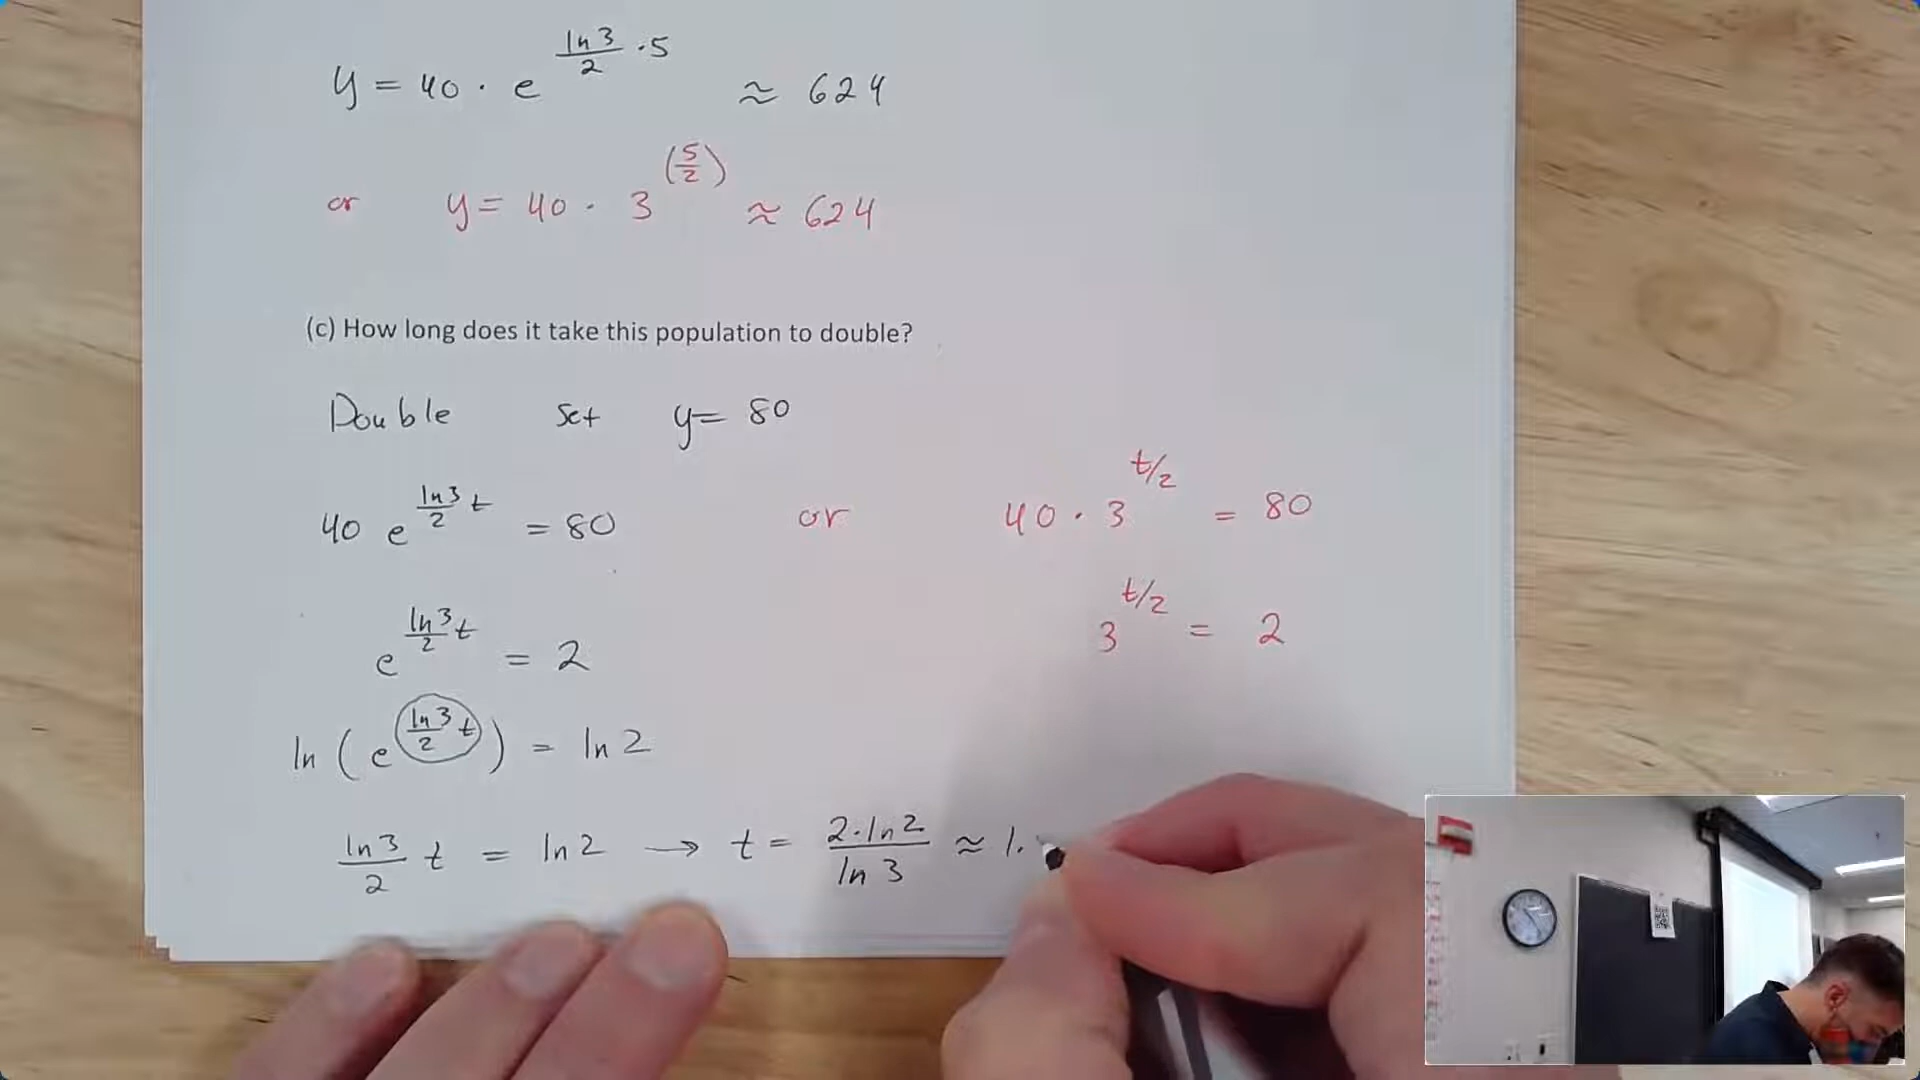 y = 40 · e^(ln3/2 · 5) ≈ 624
or y = 40 · 3^(5/2) ≈ 624
(c) How long does it take this population to double?
Double set y = 80
40 e^(ln3/2 t) = 80 or 40 · 3^(t/2) = 80
e^(ln3/2 t) = 2 3^(t/2) = 2
ln ( e^(ln3/2 t) ) = ln 2
ln3/2 t = ln 2 → t = 2·ln2/ln 3 ≈ 1.